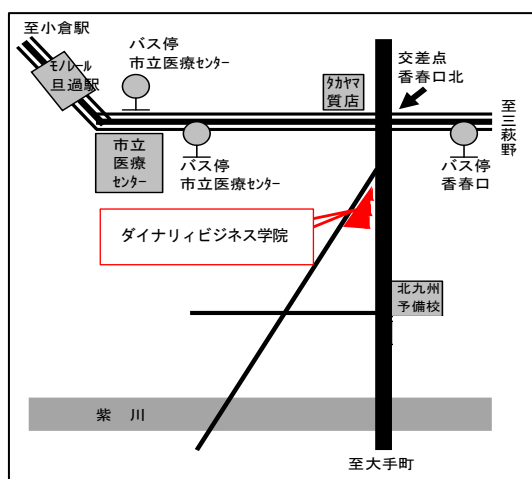 至小倉駅
バス停
市立医療センター
モノレール
旦過駅
タカヤマ
質店
交差点
香春口北
至三萩野
市立
医療
センター
バス停
市立医療センター
バス停
香春口
ダイナリィビジネス学院
北九州
予備校
紫川
至大手町